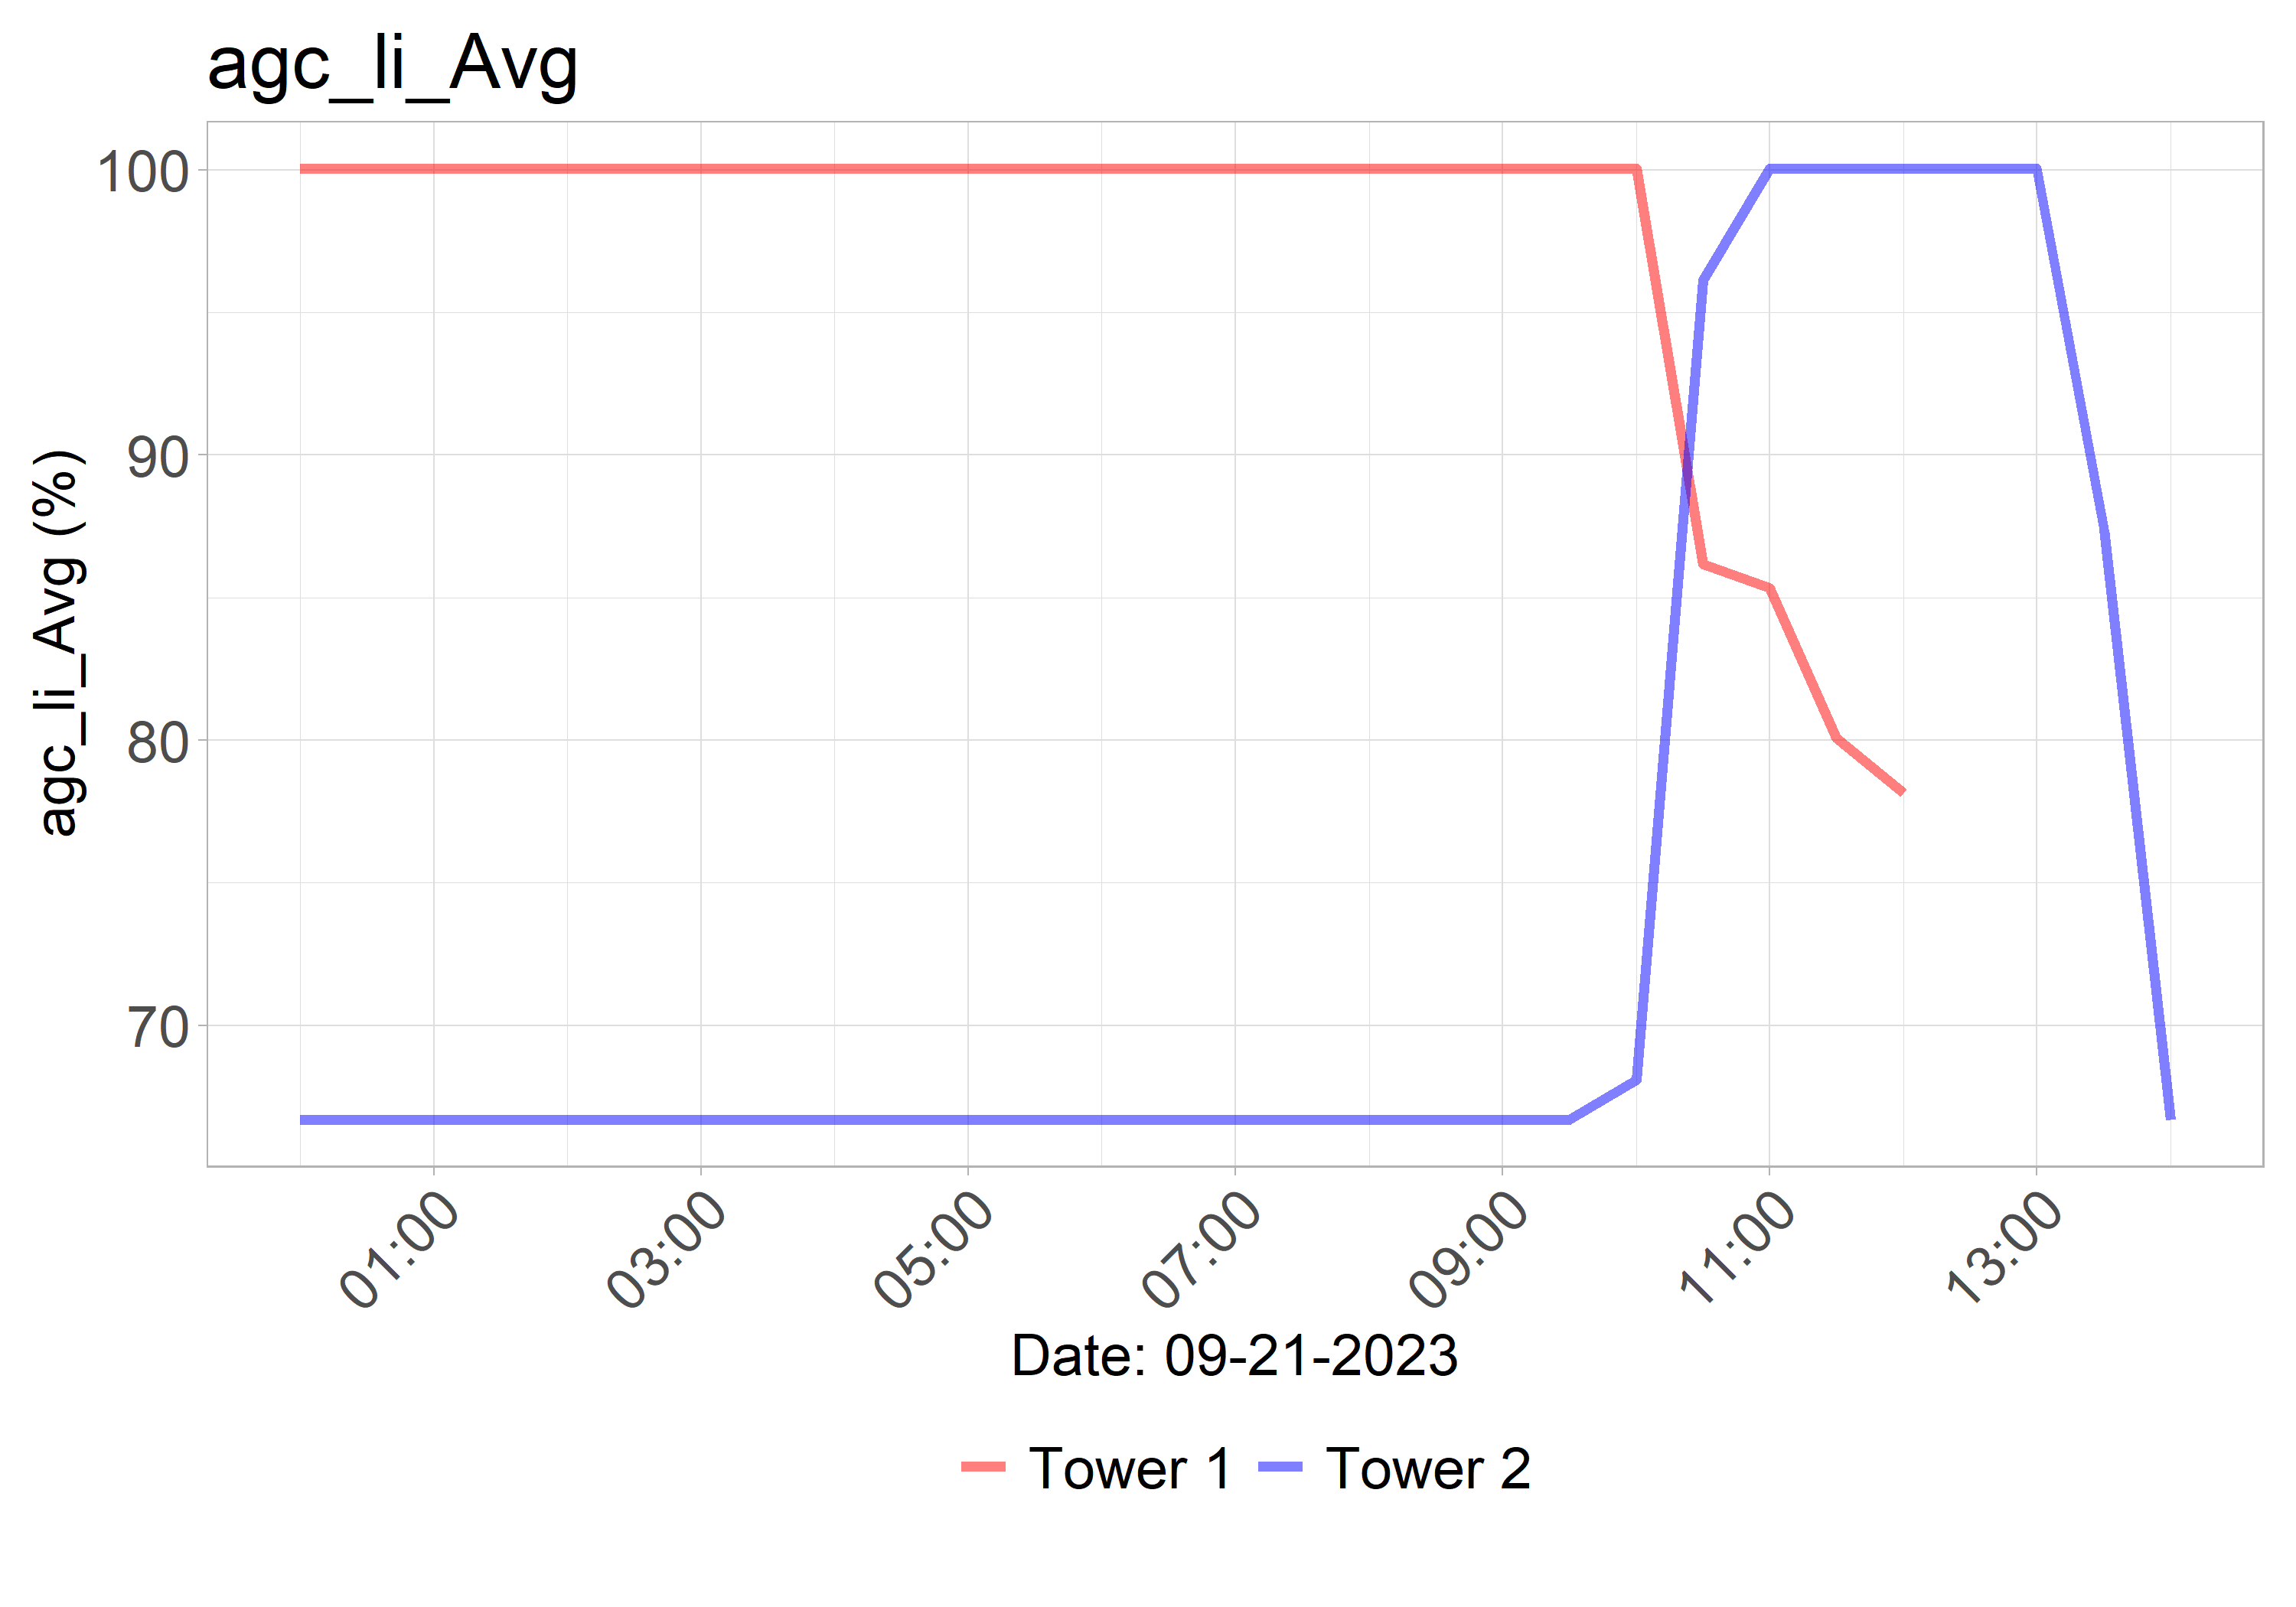 agc_li_Avg
agc_li_Avg (%)
100
90
80
70
01:00 03:00 05:00 07:00 09:00 11:00 13:00
Date: 09-21-2023
Tower 1 Tower 2